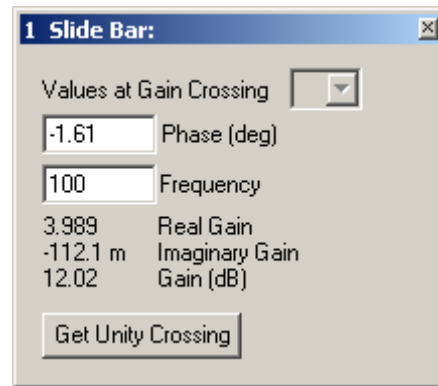 1 Slide Bar:
Values at Gain Crossing
-1.61 Phase (deg)
100 Frequency
3.989 Real Gain
-112.1 m Imaginary Gain
12.02 Gain (dB)
Get Unity Crossing